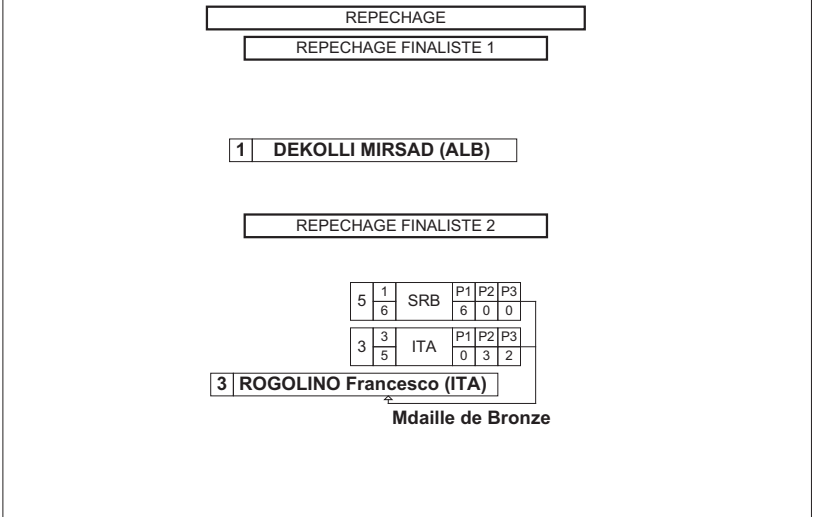 REPECHAGE
REPECHAGE FINALISTE 1
1 DEKOLLI MIRSAD (ALB)
REPECHAGE FINALISTE 2
5 1 SRB P1 P2 P3
6 6 0 0
3 3 ITA P1 P2 P3
5 0 3 2
3 ROGOLINO Francesco (ITA)
Mdaille de Bronze